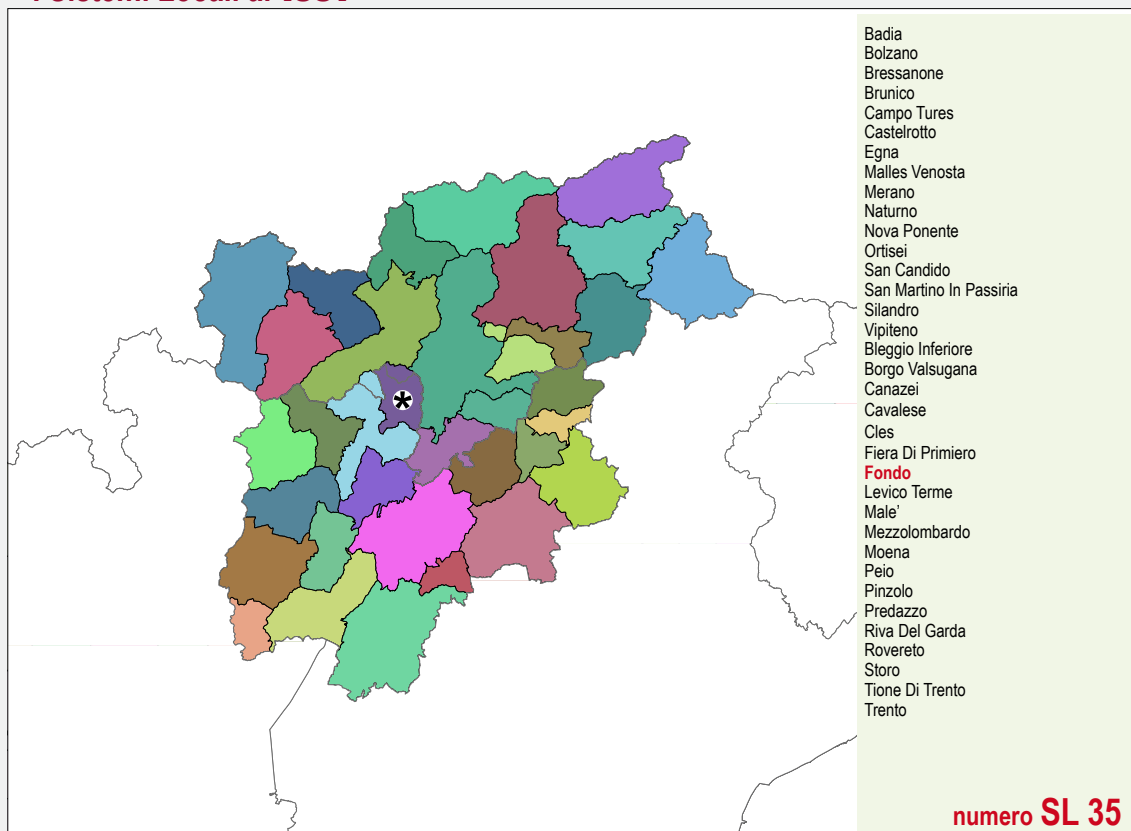 Badia
Bolzano
Bressanone
Brunico
Campo Tures
Castelrotto
Egna
Malles Venosta
Merano
Naturno
Nova Ponente
Ortisei
San Candido
San Martino In Passiria
Silandro
Vipiteno
Bleggio Inferiore
Borgo Valsugana
Canazei
Cavalese
Cles
Fiera Di Primiero
Fondo
Levico Terme
Male'
Mezzolombardo
Moena
Peio
Pinzolo
Predazzo
Riva Del Garda
Rovereto
Storo
Tione Di Trento
Trento
numero SL 35